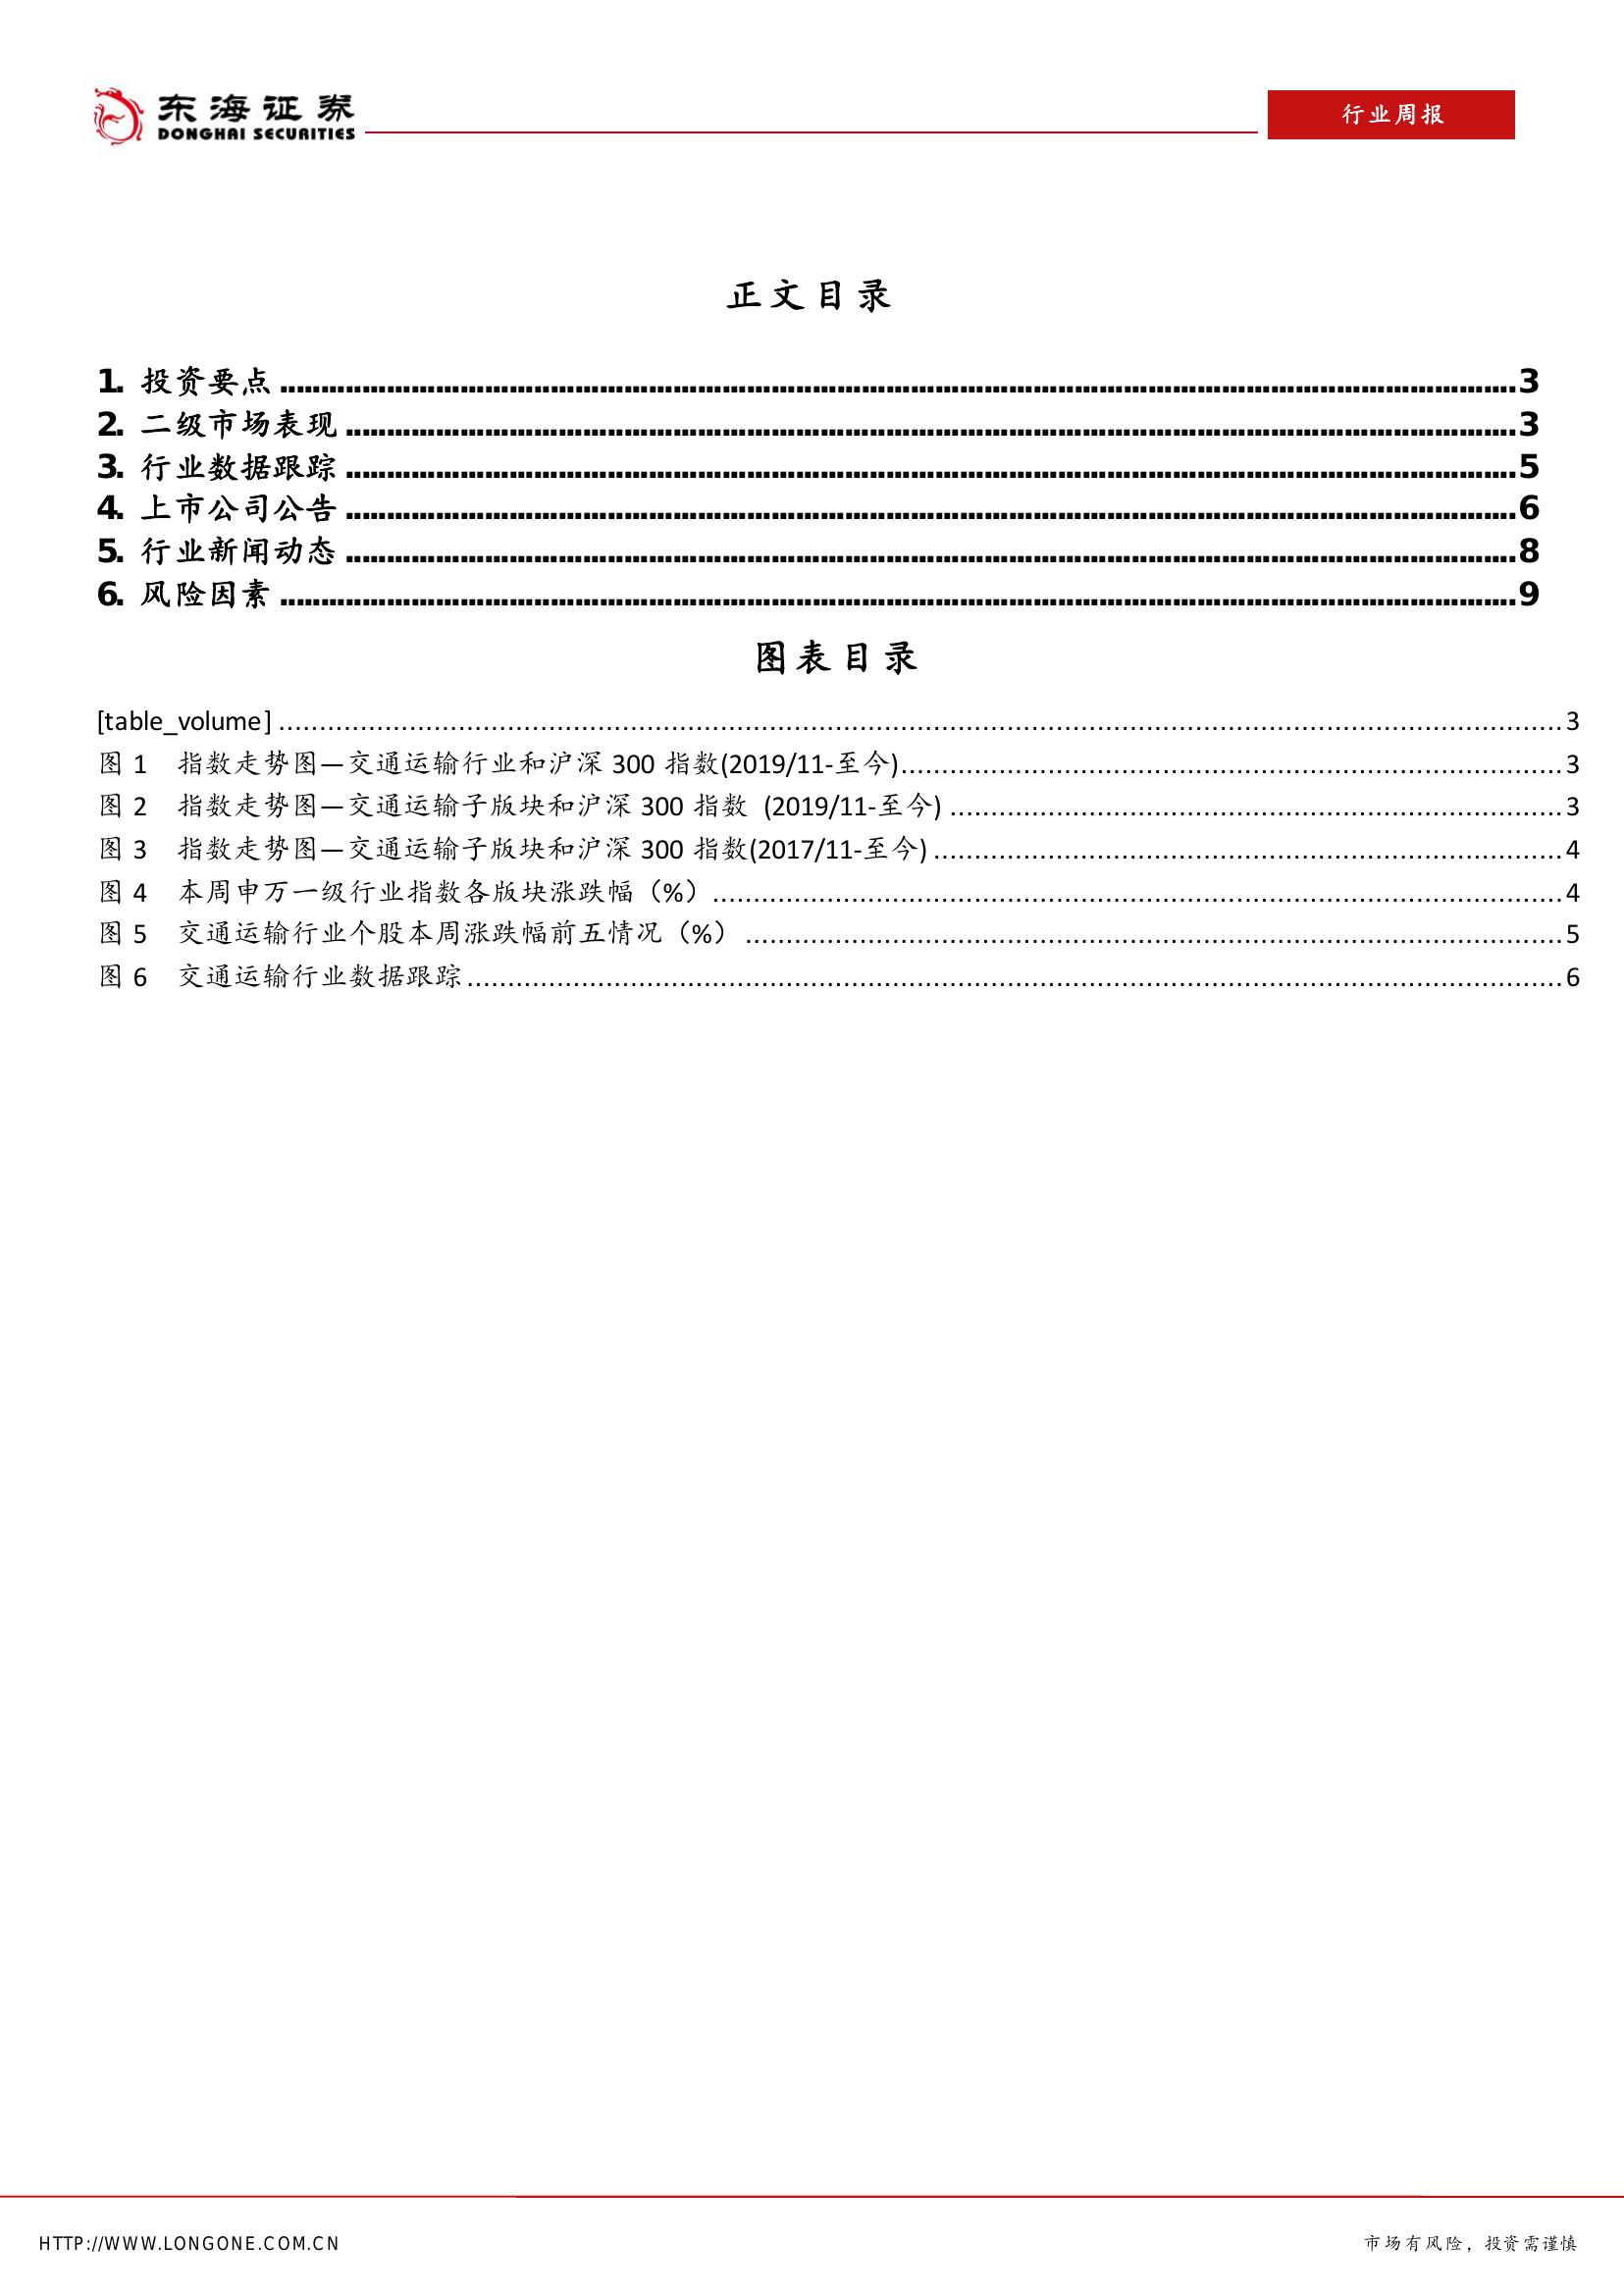 东海证券
DONGHAI SECURITIES
行业周报
正文目录
1. 投资要点........................................3
2. 二级市场表现........................................3
3. 行业数据跟踪........................................5
4. 上市公司公告........................................6
5. 行业新闻动态........................................8
6. 风险因素........................................9
图表目录
[table_volume]........................................3
图 1 指数走势图—交通运输行业和沪深 300 指数(2019/11-至今)........................................3
图 2 指数走势图—交通运输子版块和沪深 300 指数 (2019/11-至今)........................................3
图 3 指数走势图—交通运输子版块和沪深 300 指数(2017/11-至今)........................................4
图 4 本周申万一级行业指数各版块涨跌幅（%）........................................4
图 5 交通运输行业个股本周涨跌幅前五情况（%）........................................5
图 6 交通运输行业数据跟踪........................................6
HTTP://WWW.LONGONE.COM.CN
市场有风险，投资需谨慎